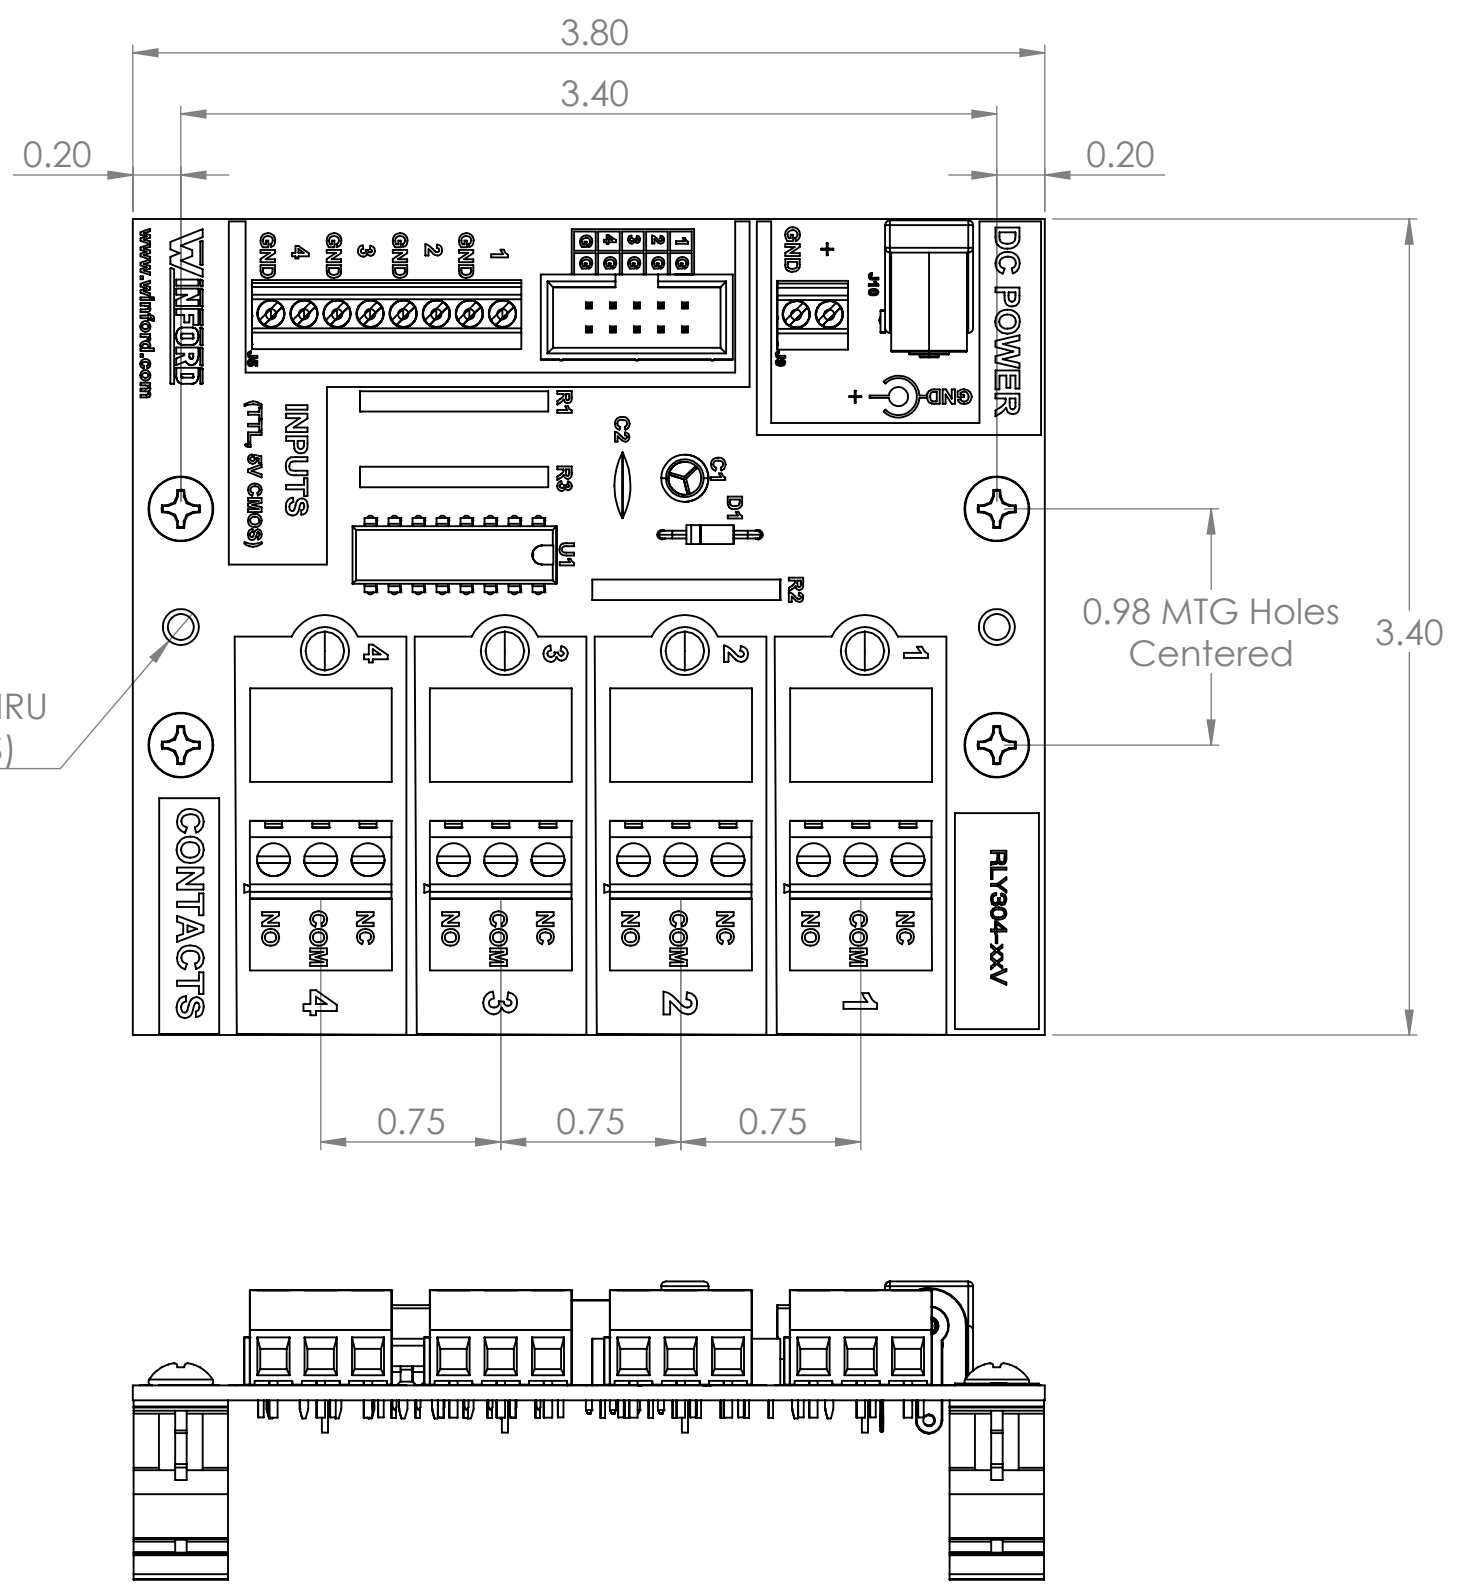 3.80
3.40
0.20
0.20
www.winford.com
WINFORD
GND 4 GND 3 GND 2 GND 1
J5
G 4 3 2 1
G G G G G
GND +
J9
J10
DC POWER
+ GND
INPUTS
(TTL, 5V CMOS)
R1
R3
C2
C1
D1
U1
R2
0.98 MTG Holes
Centered
3.40
4 3 2 1
CONTACTS
NO COM NC
NO COM NC
NO COM NC
NO COM NC
4 3 2 1
RLY304-xxV
0.75 0.75 0.75